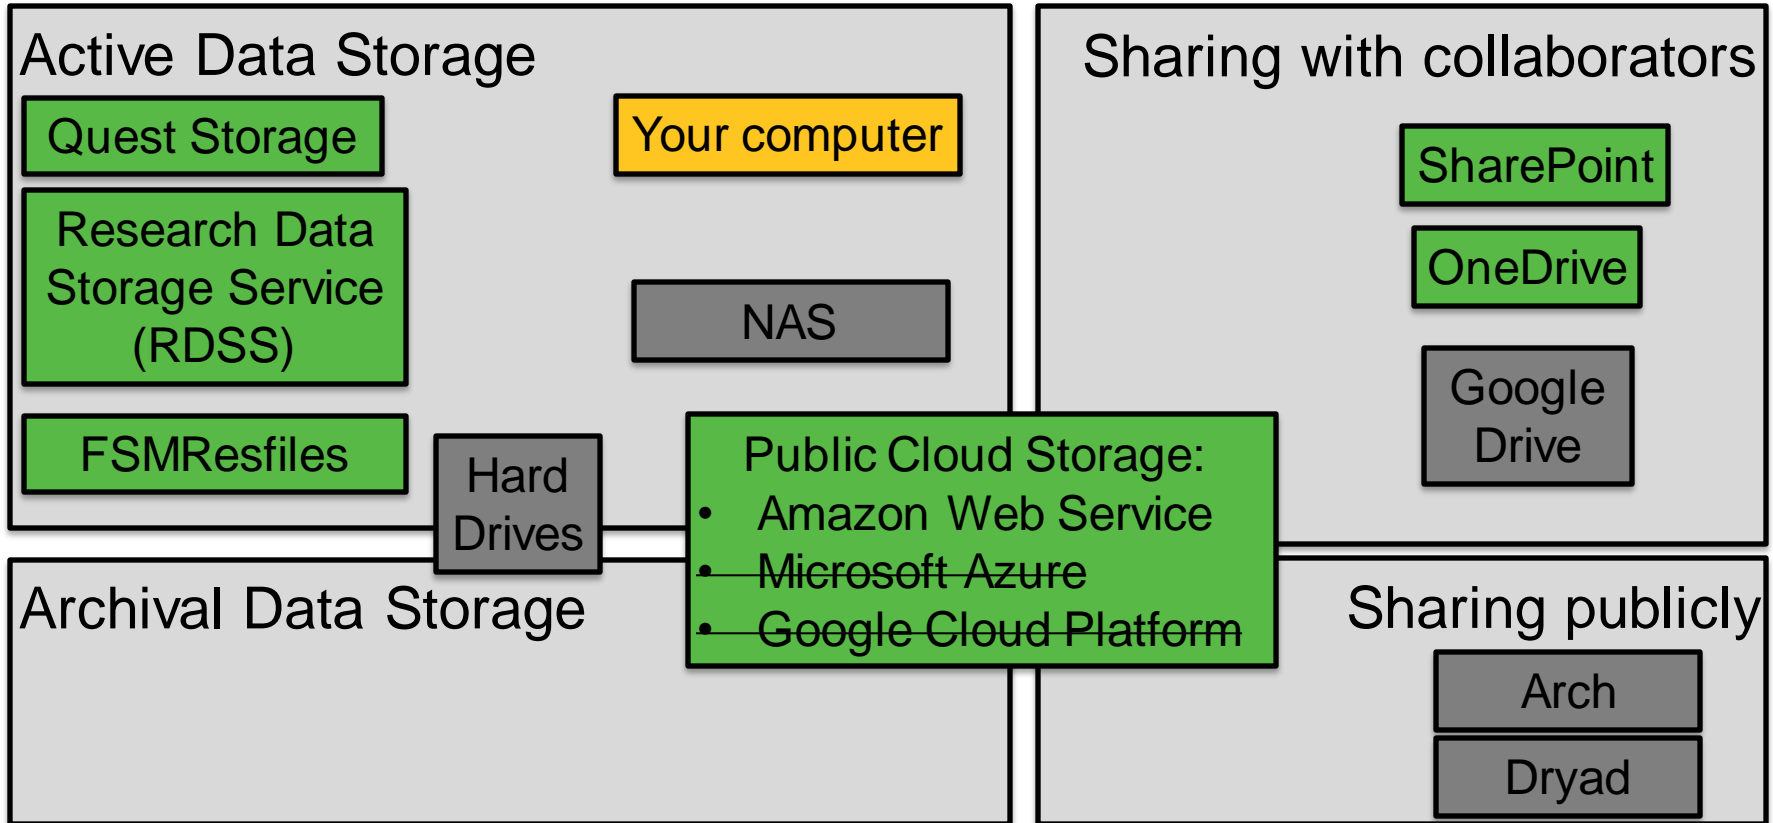 Active Data Storage
Quest Storage
Research Data
Storage Service
(RDSS)
FSMResfiles
Your computer
NAS
Hard
Drives
Public Cloud Storage:
• Amazon Web Service
• Microsoft Azure
• Google Cloud Platform
Sharing with collaborators
SharePoint
OneDrive
Google
Drive
Archival Data Storage
Sharing publicly
Arch
Dryad